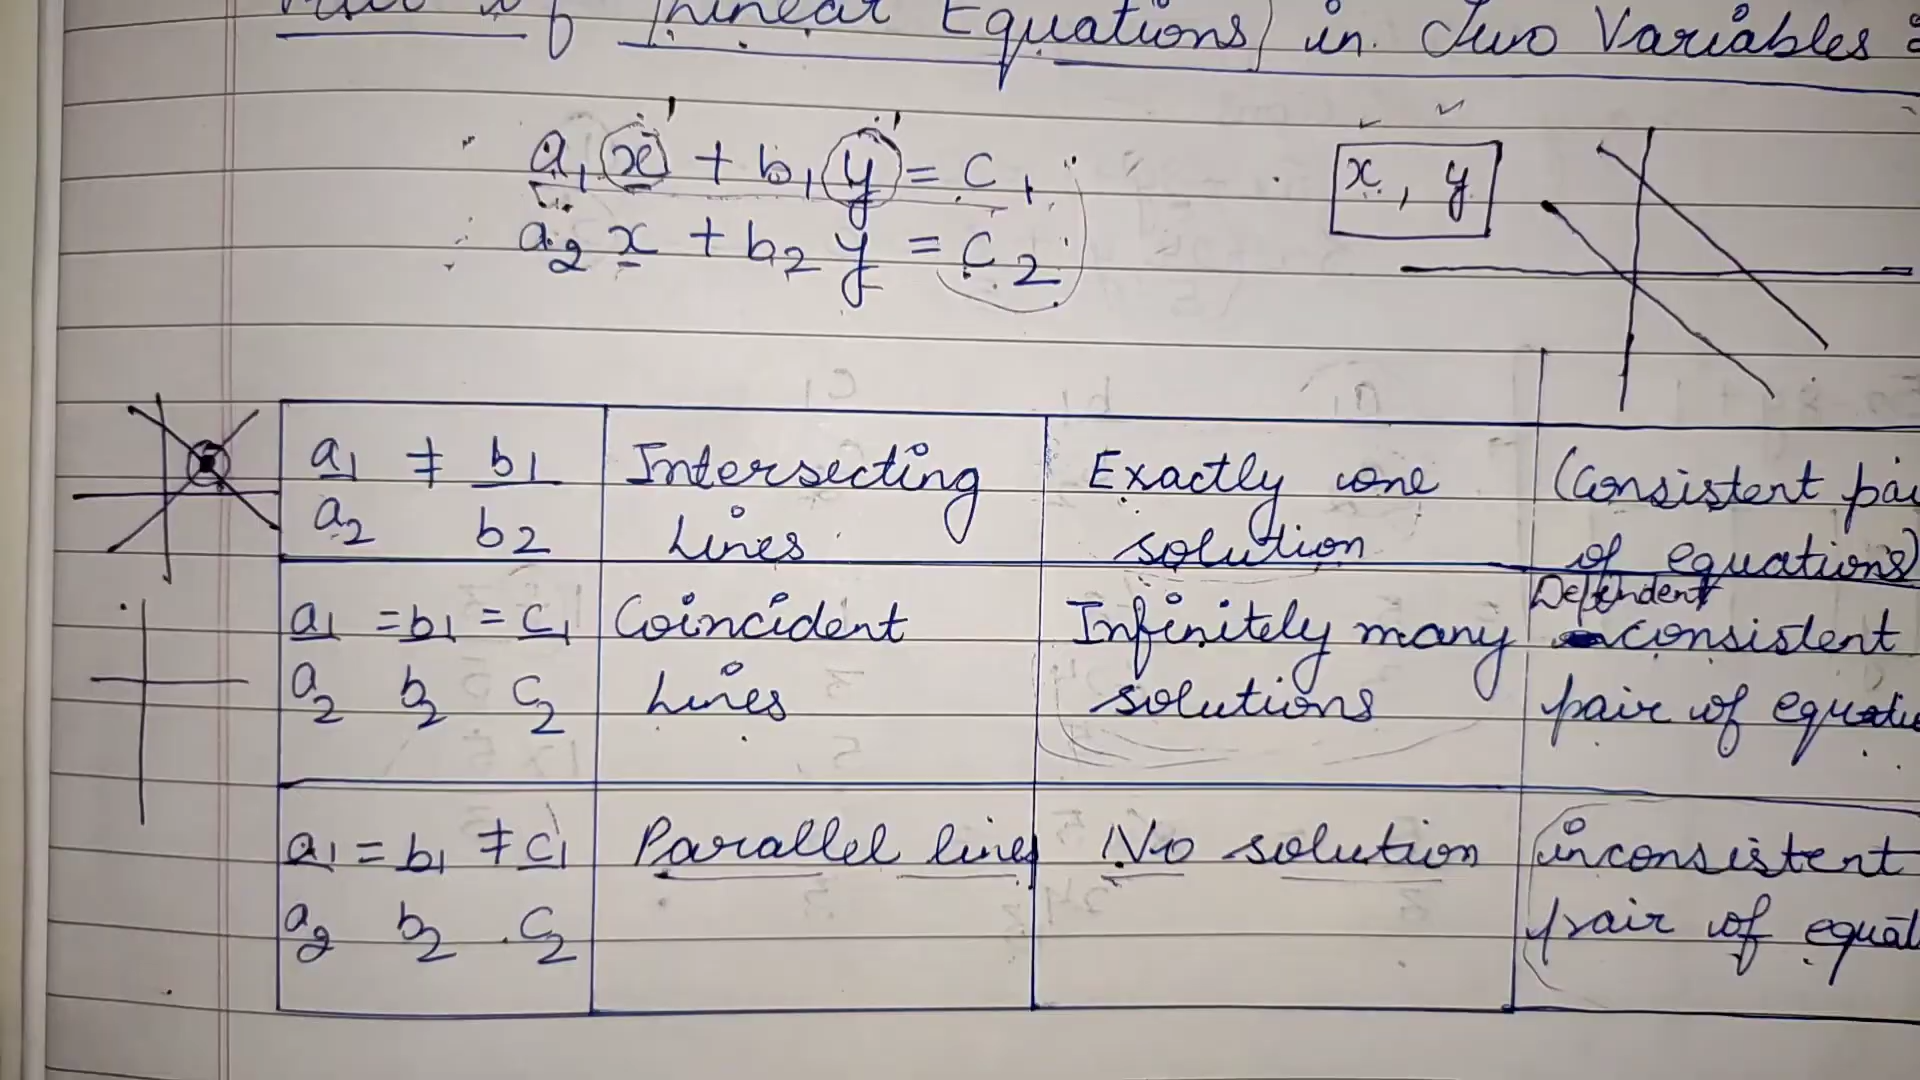 of Linear Equations in Two Variables :
a₁x + b₁y = c₁
a₂x + b₂y = c₂
x, y
a₁/a₂ ≠ b₁/b₂
Intersecting
Lines
Exactly one
solution
(Consistent pai
of equations)
a₁/a₂ = b₁/b₂ = c₁/c₂
Coincident
Lines
Infinitely many
solutions
Dependent
consistent
pair of equatio
a₁/a₂ = b₁/b₂ ≠ c₁/c₂
Parallel lines
No solution
inconsistent
pair of equat